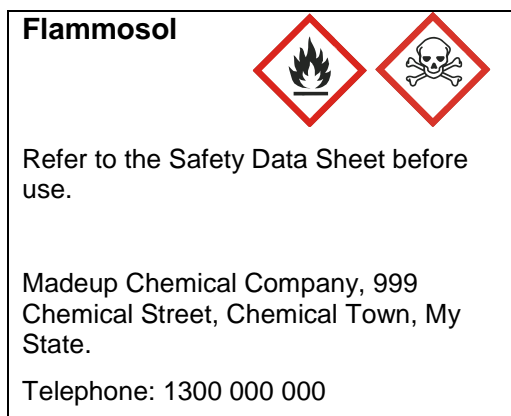 Flammosol
Refer to the Safety Data Sheet before
use.
Madeup Chemical Company, 999
Chemical Street, Chemical Town, My
State.
Telephone: 1300 000 000